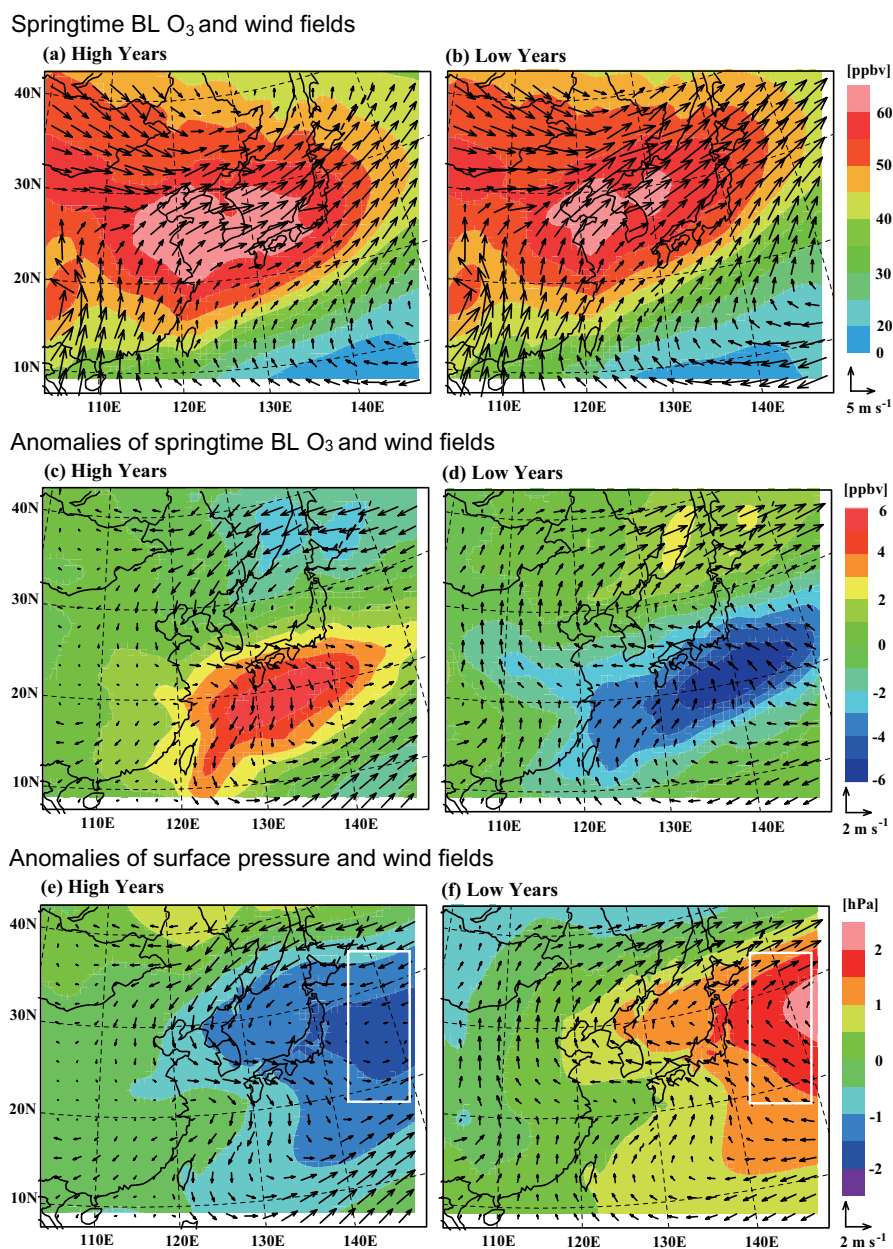 Springtime BL O₃ and wind fields
(a) High Years
(b) Low Years
[ppbv]
40N
30N
20N
10N
110E 120E 130E 140E
110E 120E 130E 140E
60
50
40
30
20
0
5 m s⁻¹
Anomalies of springtime BL O₃ and wind fields
(c) High Years
(d) Low Years
[ppbv]
40N
30N
20N
10N
110E 120E 130E 140E
110E 120E 130E 140E
6
4
2
0
-2
-4
-6
2 m s⁻¹
Anomalies of surface pressure and wind fields
(e) High Years
(f) Low Years
[hPa]
40N
30N
20N
10N
110E 120E 130E 140E
110E 120E 130E 140E
2
1
0
-1
-2
2 m s⁻¹